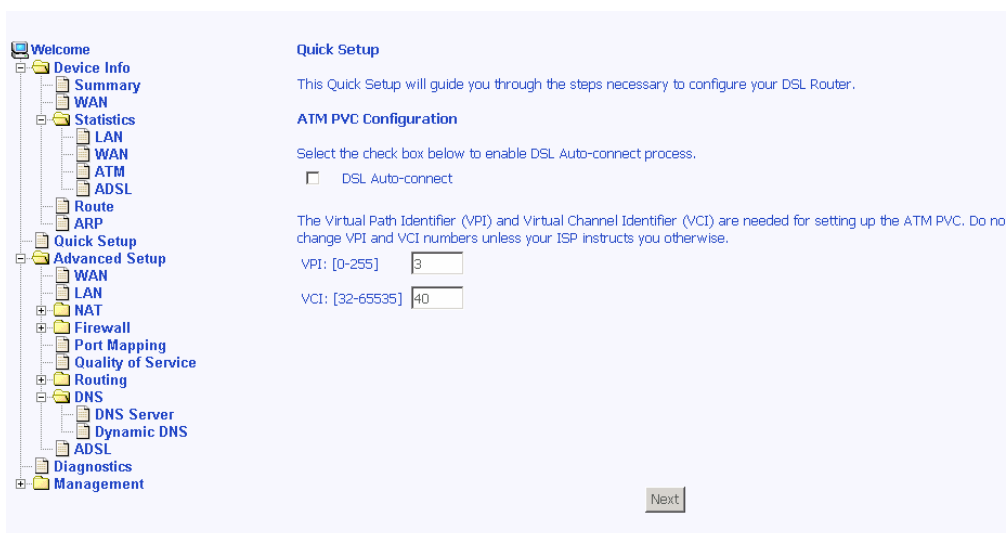 Welcome
Device Info
Summary
WAN
Statistics
LAN
WAN
ATM
ADSL
Route
ARP
Quick Setup
Advanced Setup
WAN
LAN
NAT
Firewall
Port Mapping
Quality of Service
Routing
DNS
DNS Server
Dynamic DNS
ADSL
Diagnostics
Management
Quick Setup
This Quick Setup will guide you through the steps necessary to configure your DSL Router.
ATM PVC Configuration
Select the check box below to enable DSL Auto-connect process.
DSL Auto-connect
The Virtual Path Identifier (VPI) and Virtual Channel Identifier (VCI) are needed for setting up the ATM PVC. Do no
change VPI and VCI numbers unless your ISP instructs you otherwise.
VPI: [0-255] 3
VCI: [32-65535] 40
Next